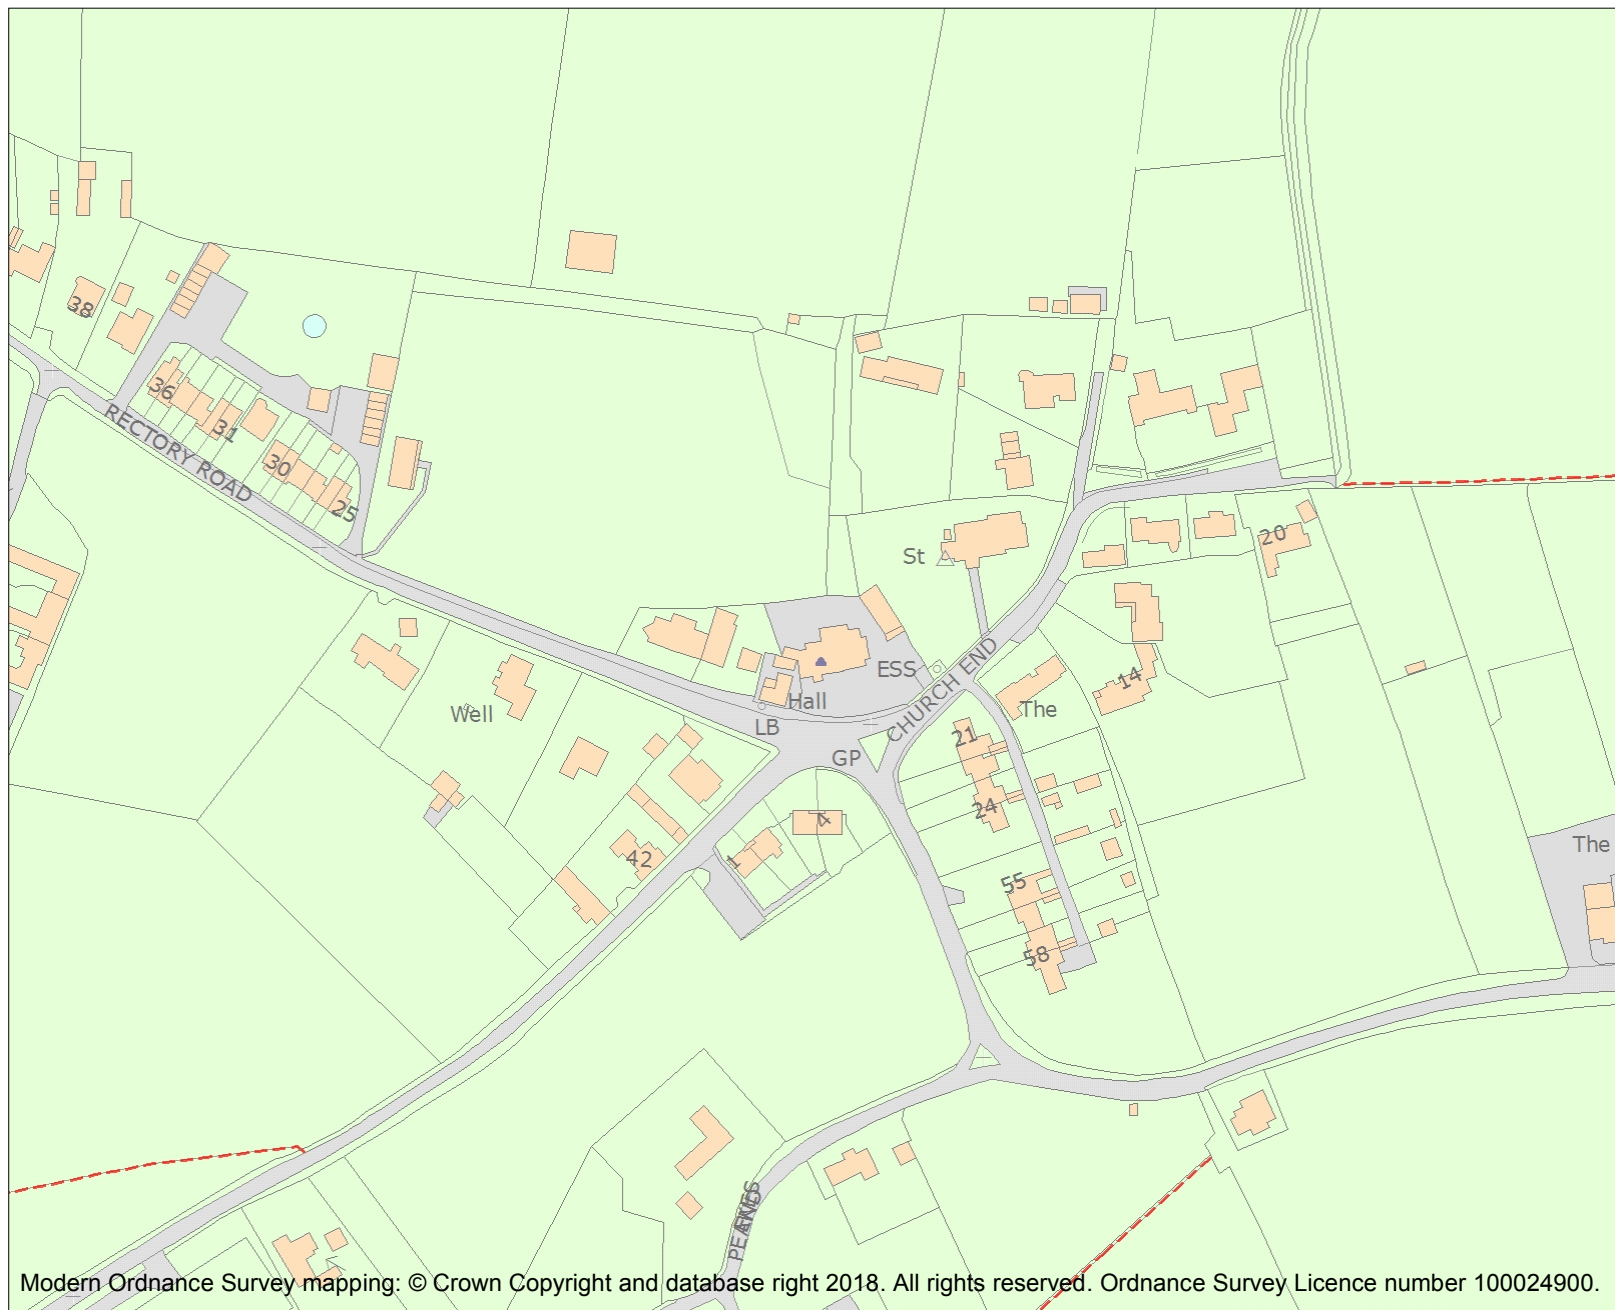 38
36
31
RECTORY ROAD
30
25
20
St
ESS
CHURCH END
14
Hall
The
Well
LB
21
GP
24
4
1
42
The
55
58
Modern Ordnance Survey mapping: © Crown Copyright and database right 2018. All rights reserved. Ordnance Survey Licence number 100024900.